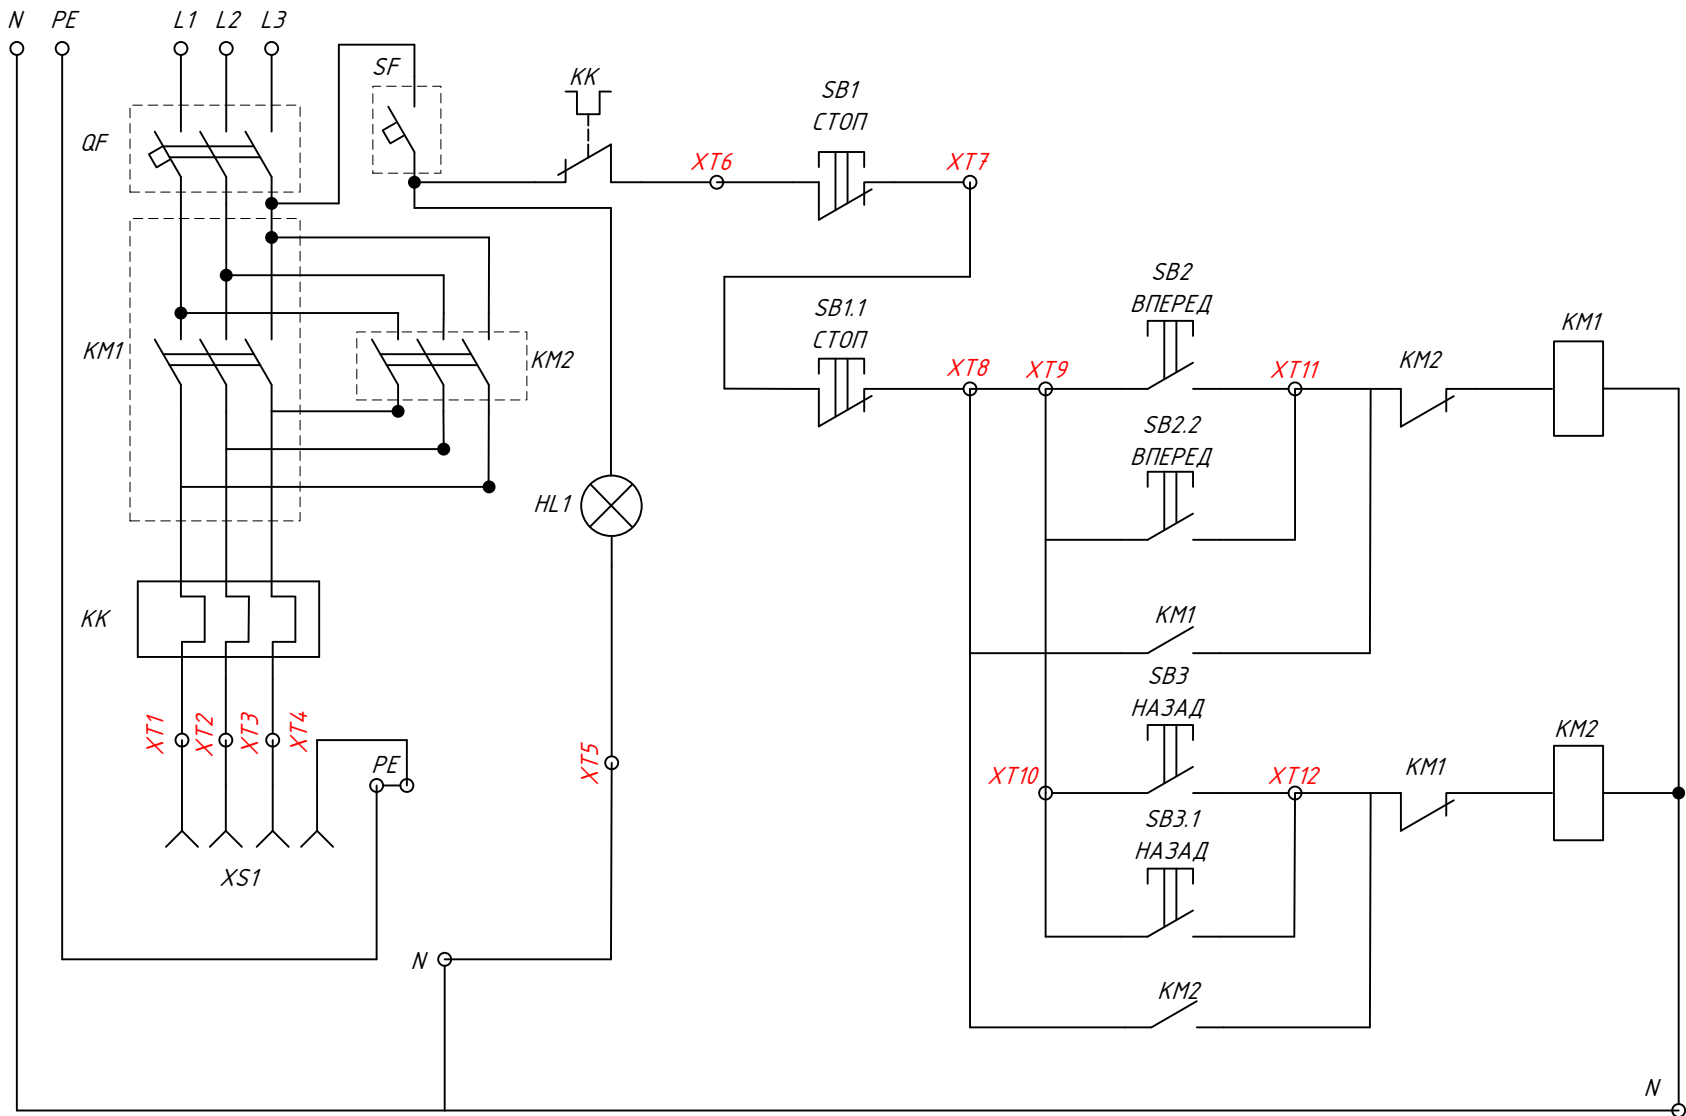 N PE L1 L2 L3
SF
KK
SB1
СТОП
QF
XT6
XT7
SB2
ВПЕРЕД
SB1.1
СТОП
KM1
KM1
KM2
KM2
XT8
XT9
XT11
SB2.2
ВПЕРЕД
HL1
KK
KM1
SB3
НАЗАД
XT1
XT2
XT3
XT4
KM2
PE
XT5
XT10
XT12
KM1
SB3.1
НАЗАД
XS1
N
KM2
N